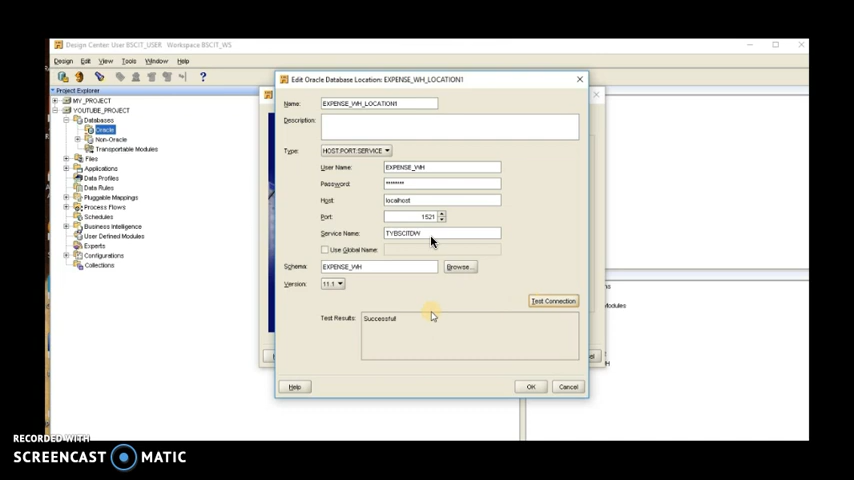 Design Center: User BSCIT_USER Workspace BSCIT_WS
Design Edit View Tools Window Help
Project Explorer
MY_PROJECT
YOUTUBE_PROJECT
Databases
Oracle
Non-Oracle
Transportable Modules
Files
Applications
Data Profiles
Data Rules
Pluggable Mappings
Process Flows
Schedules
Business Intelligence
User Defined Modules
Experts
Configurations
Collections
Edit Oracle Database Location: EXPENSE_WH_LOCATION1
Name: EXPENSE_WH_LOCATION1
Description:
Type: HOST:PORT:SERVICE
User Name: EXPENSE_WH
Password: ********
Host: localhost
Port: 1521
Service Name: TYBSCITDW
Use Global Name:
Schema: EXPENSE_WH Browse...
Version: 11.1
Test Connection
Test Results: Successful!
Help OK Cancel
odules
RECORDED WITH
SCREENCAST MATIC